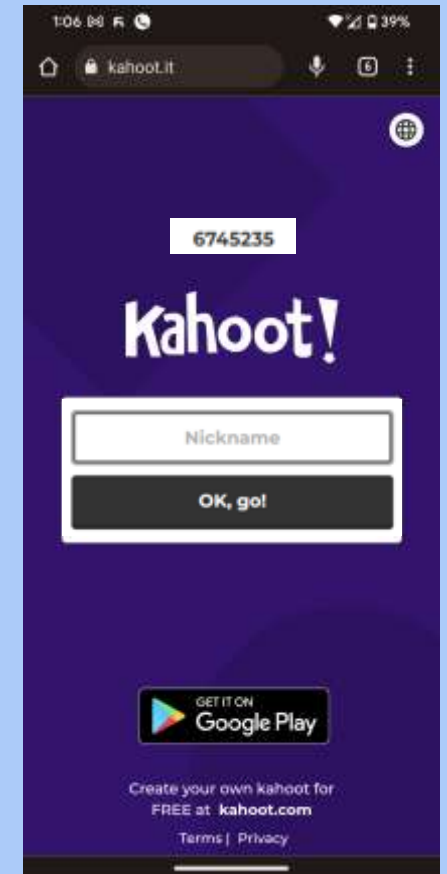 1:06
39%
kahoot.it
6
6745235
Kahoot!
Nickname
OK, go!
GET IT ON
Google Play
Create your own kahoot for
FREE at kahoot.com
Terms | Privacy